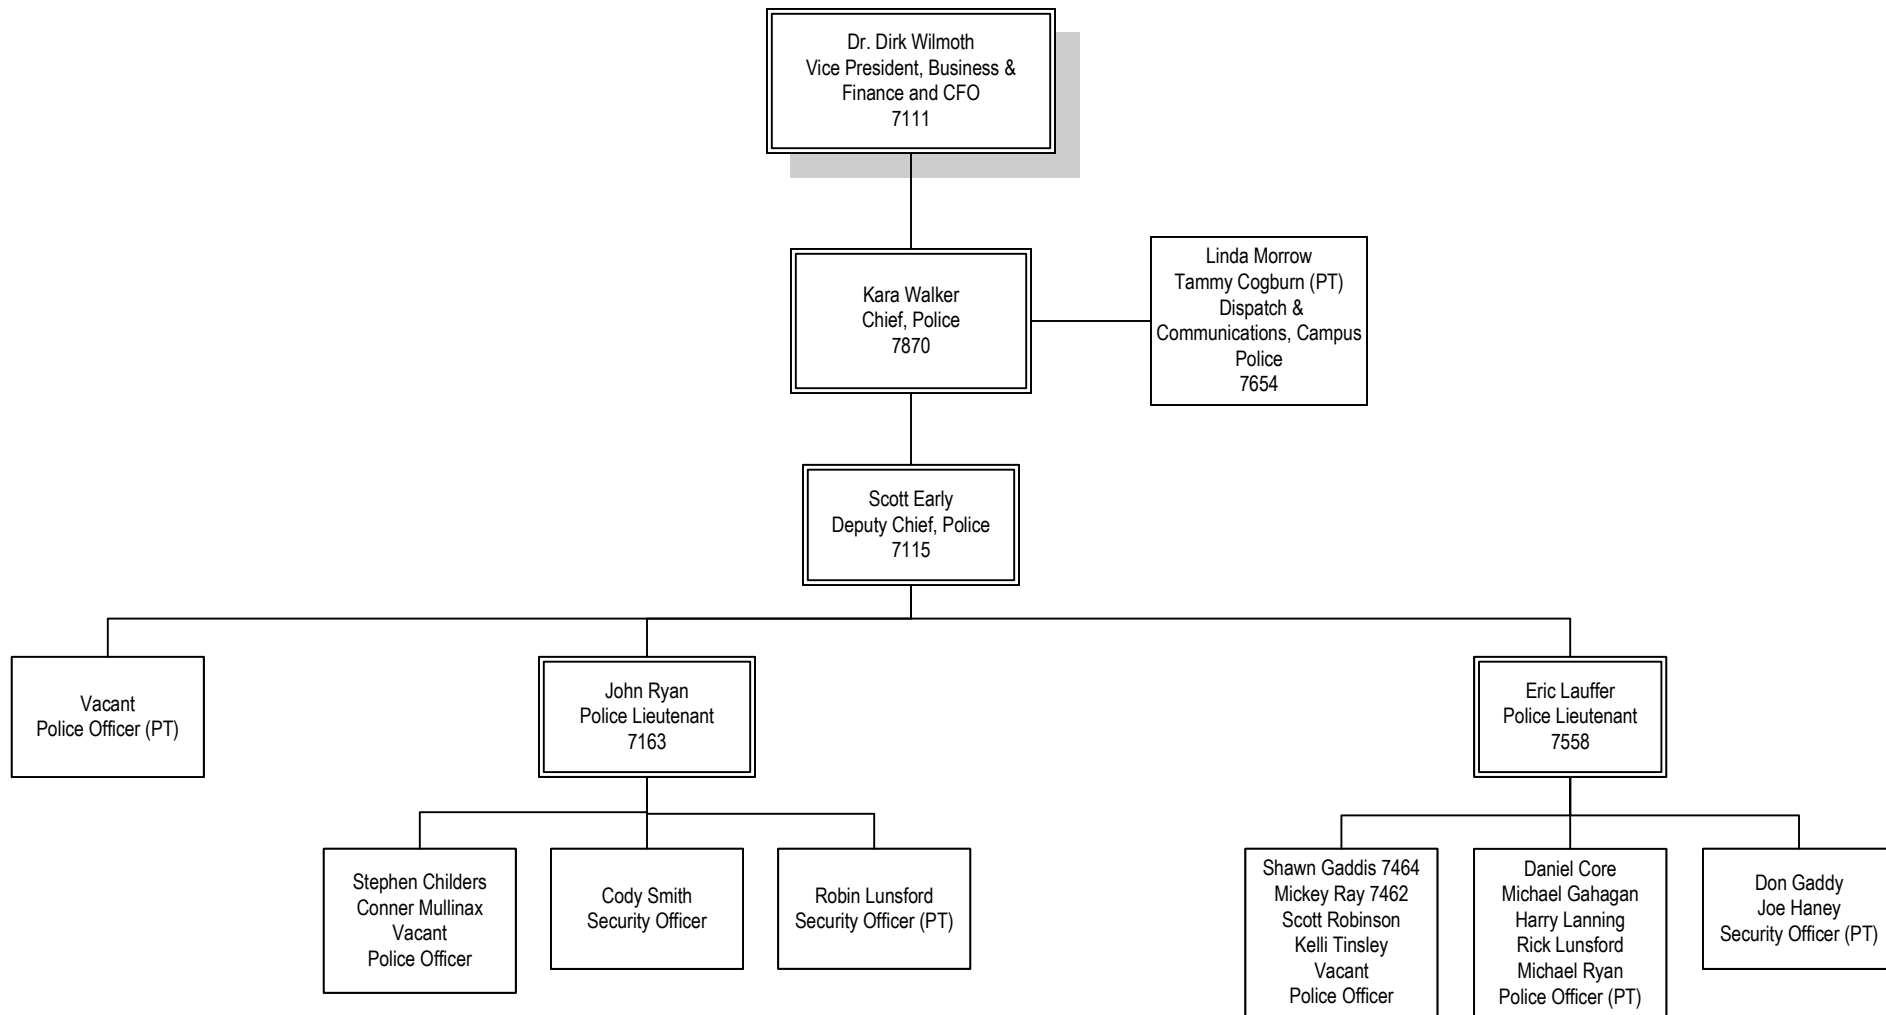 Dr. Dirk Wilmoth
Vice President, Business &
Finance and CFO
7111
Kara Walker
Chief, Police
7870
Linda Morrow
Tammy Cogburn (PT)
Dispatch &
Communications, Campus
Police
7654
Scott Early
Deputy Chief, Police
7115
Vacant
Police Officer (PT)
John Ryan
Police Lieutenant
7163
Eric Lauffer
Police Lieutenant
7558
Stephen Childers
Conner Mullinax
Vacant
Police Officer
Cody Smith
Security Officer
Robin Lunsford
Security Officer (PT)
Shawn Gaddis 7464
Mickey Ray 7462
Scott Robinson
Kelli Tinsley
Vacant
Police Officer
Daniel Core
Michael Gahagan
Harry Lanning
Rick Lunsford
Michael Ryan
Police Officer (PT)
Don Gaddy
Joe Haney
Security Officer (PT)